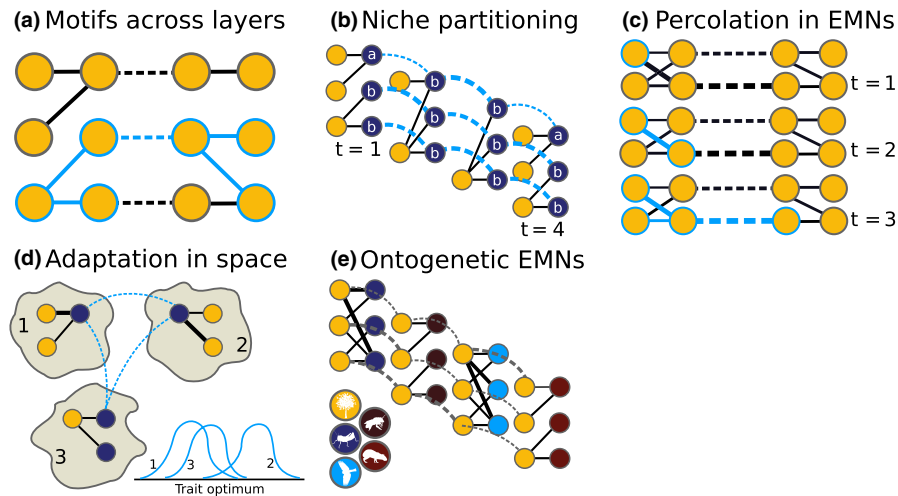 (a) Motifs across layers
(b) Niche partitioning
a
b
b
t = 1
b
b
b
b
b
b
a
b
b
t = 4
(c) Percolation in EMNs
t = 1
t = 2
t = 3
(d) Adaptation in space
1
2
3
1 3 2
Trait optimum
(e) Ontogenetic EMNs